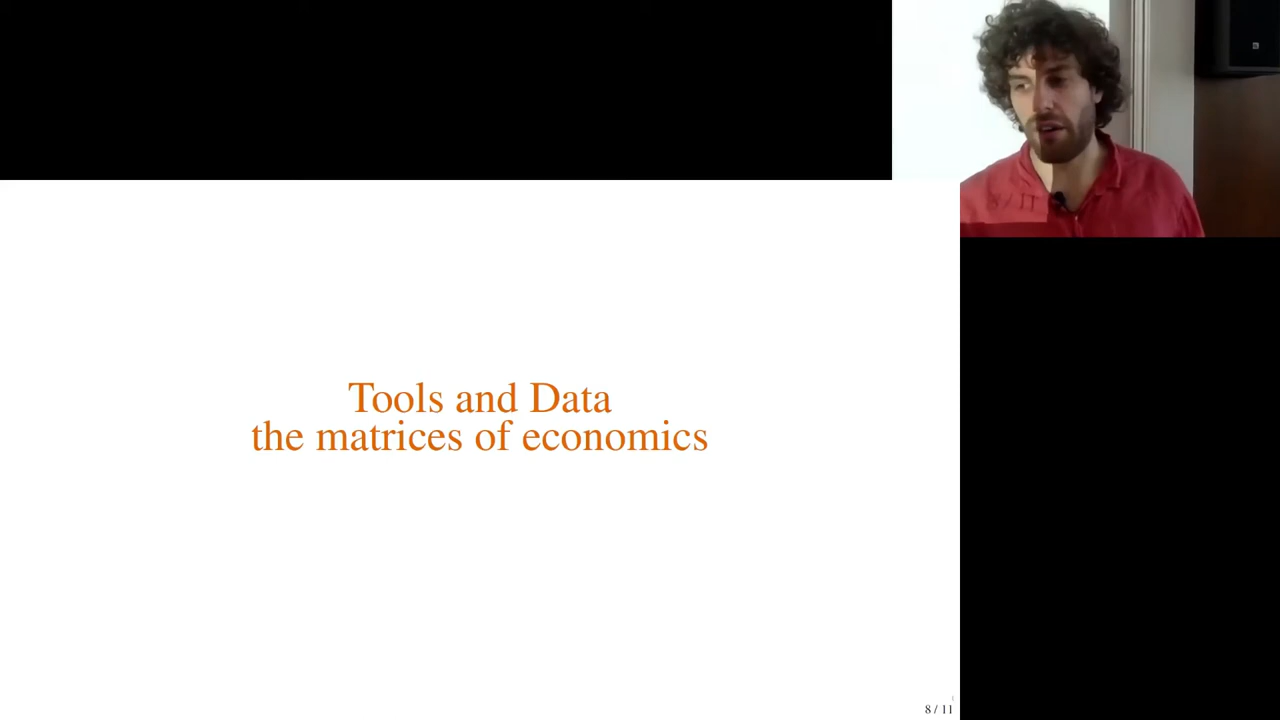 Tools and Data
the matrices of economics
8 / 11